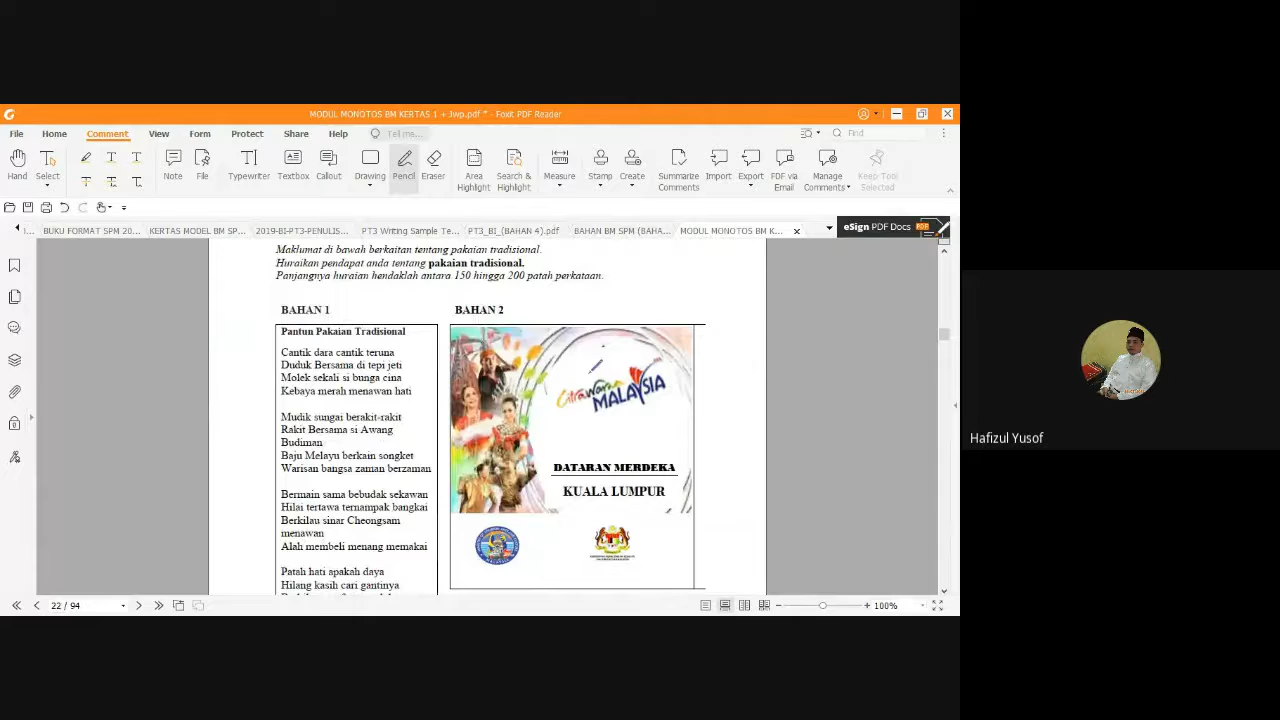 MODUL MONOTOS BM KERTAS 1 + Jwp.pdf * - Foxit PDF Reader
File Home Comment View Form Protect Share Help Tell me... Find
Hand Select Note File Typewriter Textbox Callout Drawing Pencil Eraser Area Highlight Search & Highlight Measure Stamp Create Summarize Comments Import Export FDF via Email Manage Comments Keep Tool Selected
BUKU FORMAT SPM 20... KERTAS MODEL BM SP... 2019-BI-PT3-PENULIS... PT3 Writing Sample Te... PT3_BI_(BAHAN 4).pdf BAHAN BM SPM (BAHA... MODUL MONOTOS BM K... eSign PDF Docs
Maklumat di bawah berkaitan tentang pakaian tradisional.
Huraikan pendapat anda tentang pakaian tradisional.
Panjangnya huraian hendaklah antara 150 hingga 200 patah perkataan.
BAHAN 1
Pantun Pakaian Tradisional
Cantik dara cantik teruna
Duduk Bersama di tepi jeti
Molek sekali si bunga cina
Kebaya merah menawan hati
Mudik sungai berakit-rakit
Rakit Bersama si Awang
Budiman
Baju Melayu berkain songket
Warisan bangsa zaman berzaman
Bermain sama bebudak sekawan
Hilai tertawa ternampak bangkai
Berkilau sinar Cheongsam
menawan
Alah membeli menang memakai
Patah hati apakah daya
Hilang kasih cari gantinya
BAHAN 2
Citrawarna
MALAYSIA
DATARAN MERDEKA
KUALA LUMPUR
22 / 94
100%
Hafizul Yusof